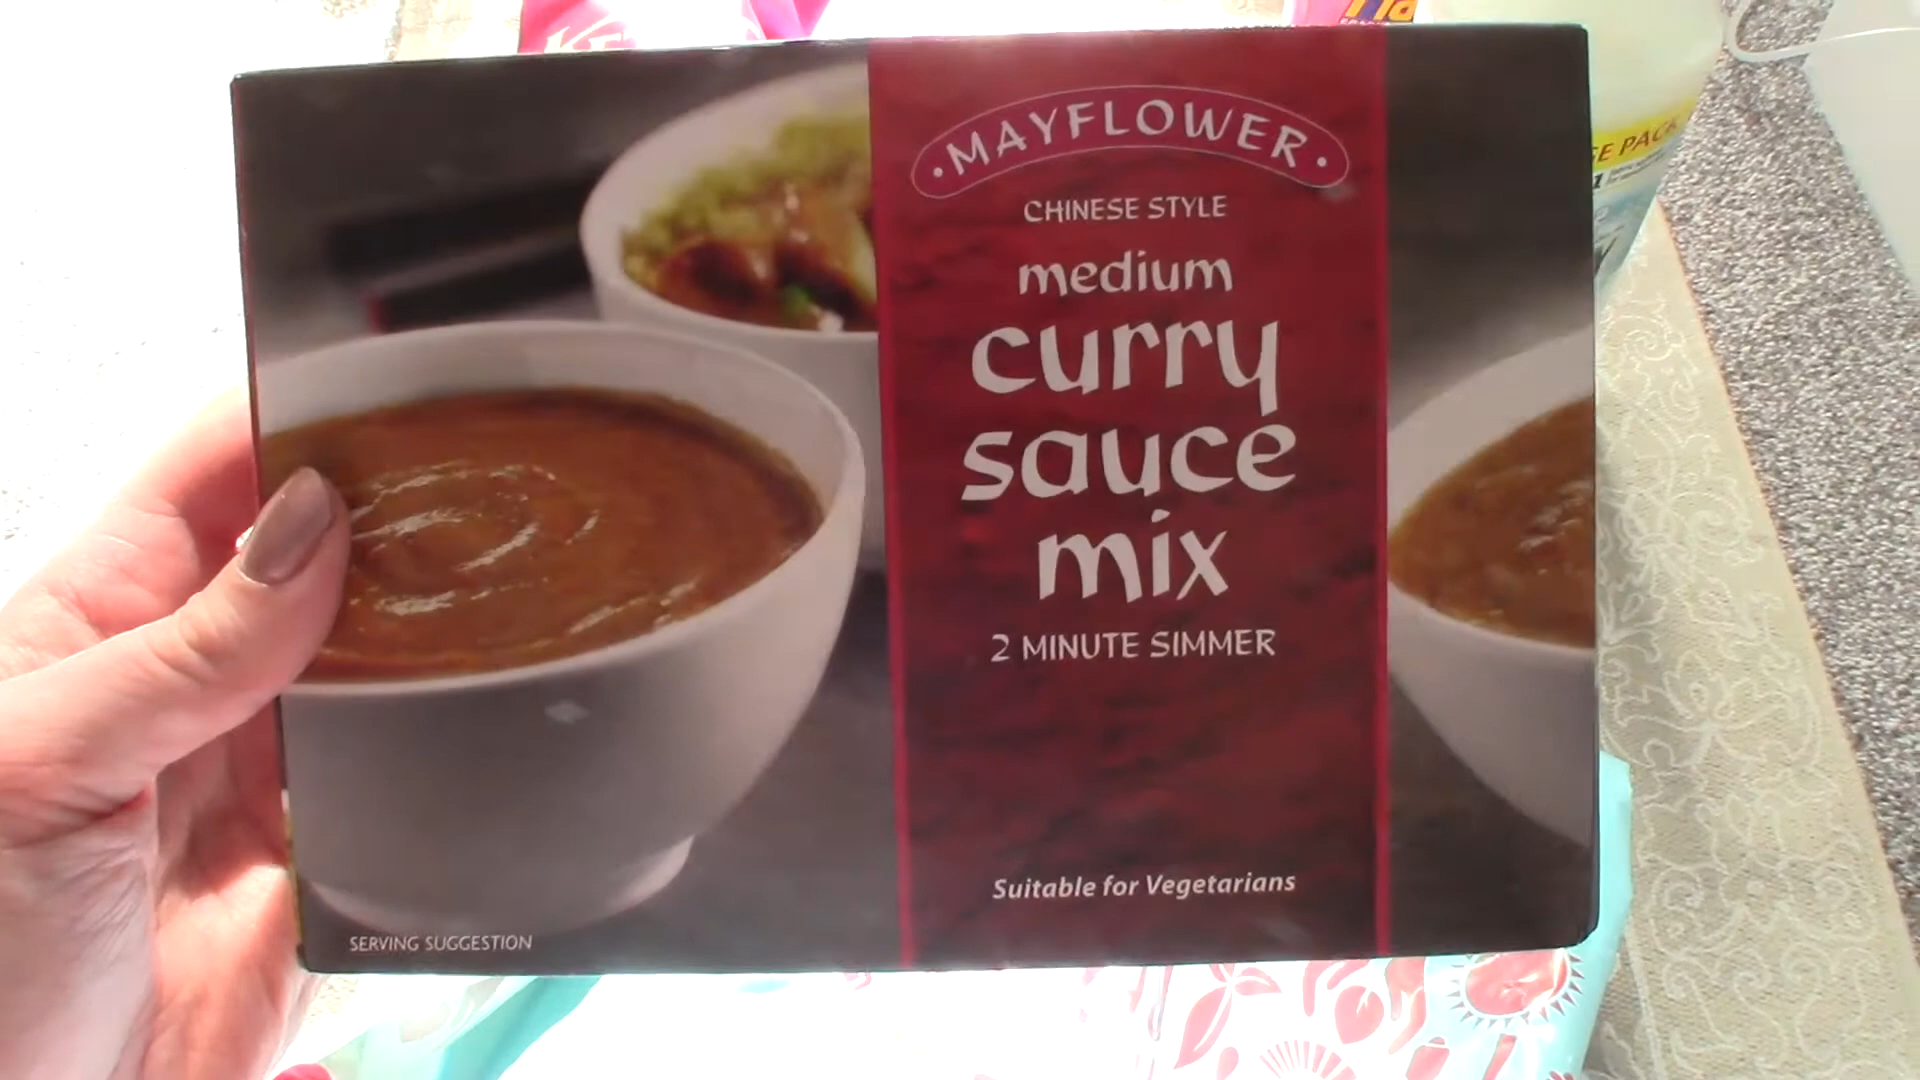 MAYFLOWER
CHINESE STYLE
medium
curry
sauce
mix
2 MINUTE SIMMER
Suitable for Vegetarians
SERVING SUGGESTION
PACK